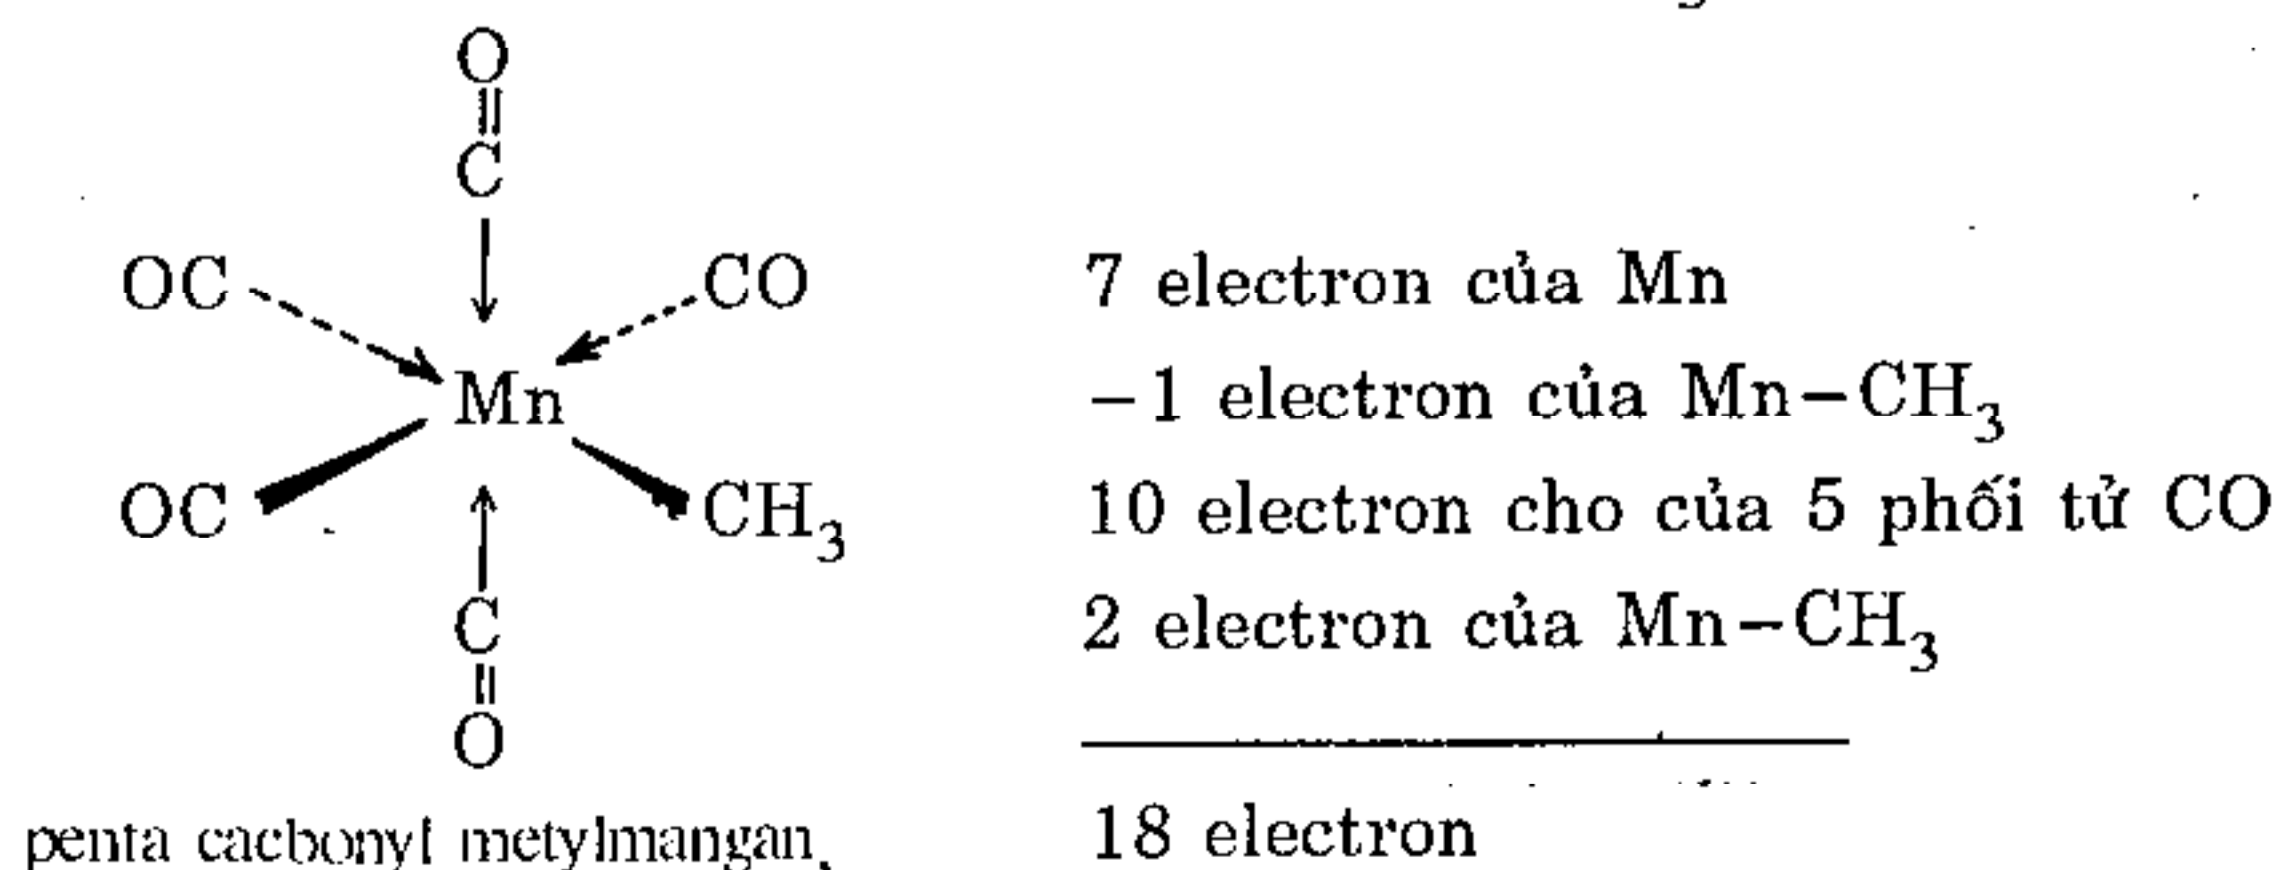 O
C
OC CO
Mn
OC CH₃
C
O
penta cacbonyl metylmangan,
7 electron của Mn
−1 electron của Mn−CH₃
10 electron cho của 5 phối tử CO
2 electron của Mn−CH₃
18 electron